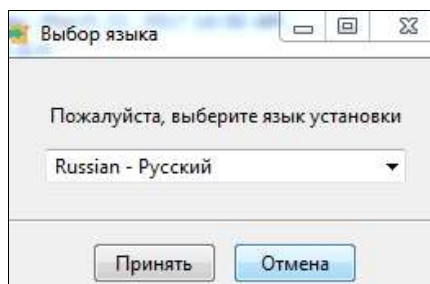 Выбор языка
Пожалуйста, выберите язык установки
Russian - Русский
Принять Отмена